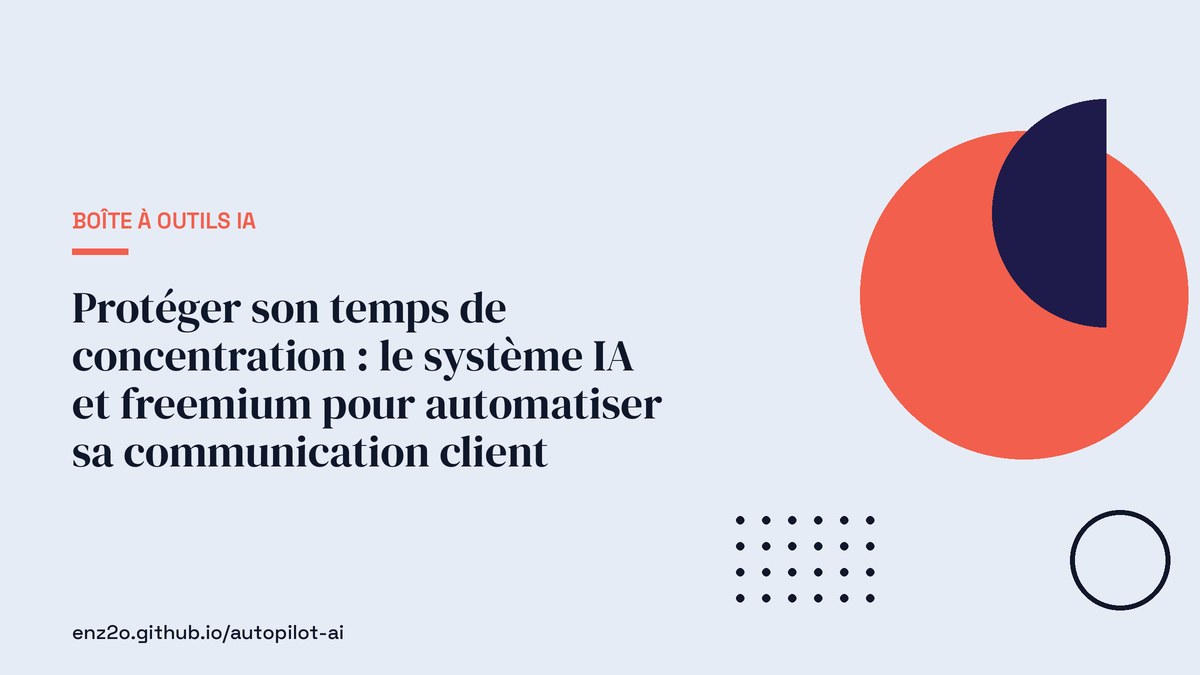 BOÎTE À OUTILS IA
Protéger son temps de
concentration : le système IA
et freemium pour automatiser
sa communication client
enz2o.github.io/autopilot-ai